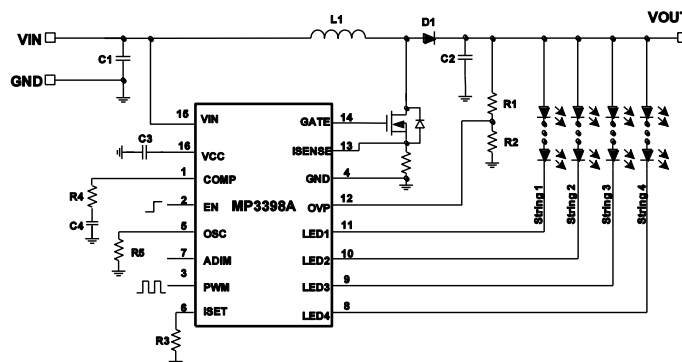 L1
D1
VOUT
VIN
C1
GND
C2
R1
R2
15
VIN
GATE
14
C3
16
VCC
ISENSE
13
1
COMP
GND
4
R4
2
EN
MP3398A
OVP
12
C4
5
OSC
LED1
11
R5
7
ADIM
LED2
10
3
PWM
LED3
9
6
ISET
LED4
8
R3
String 1
String 2
String 3
String 4